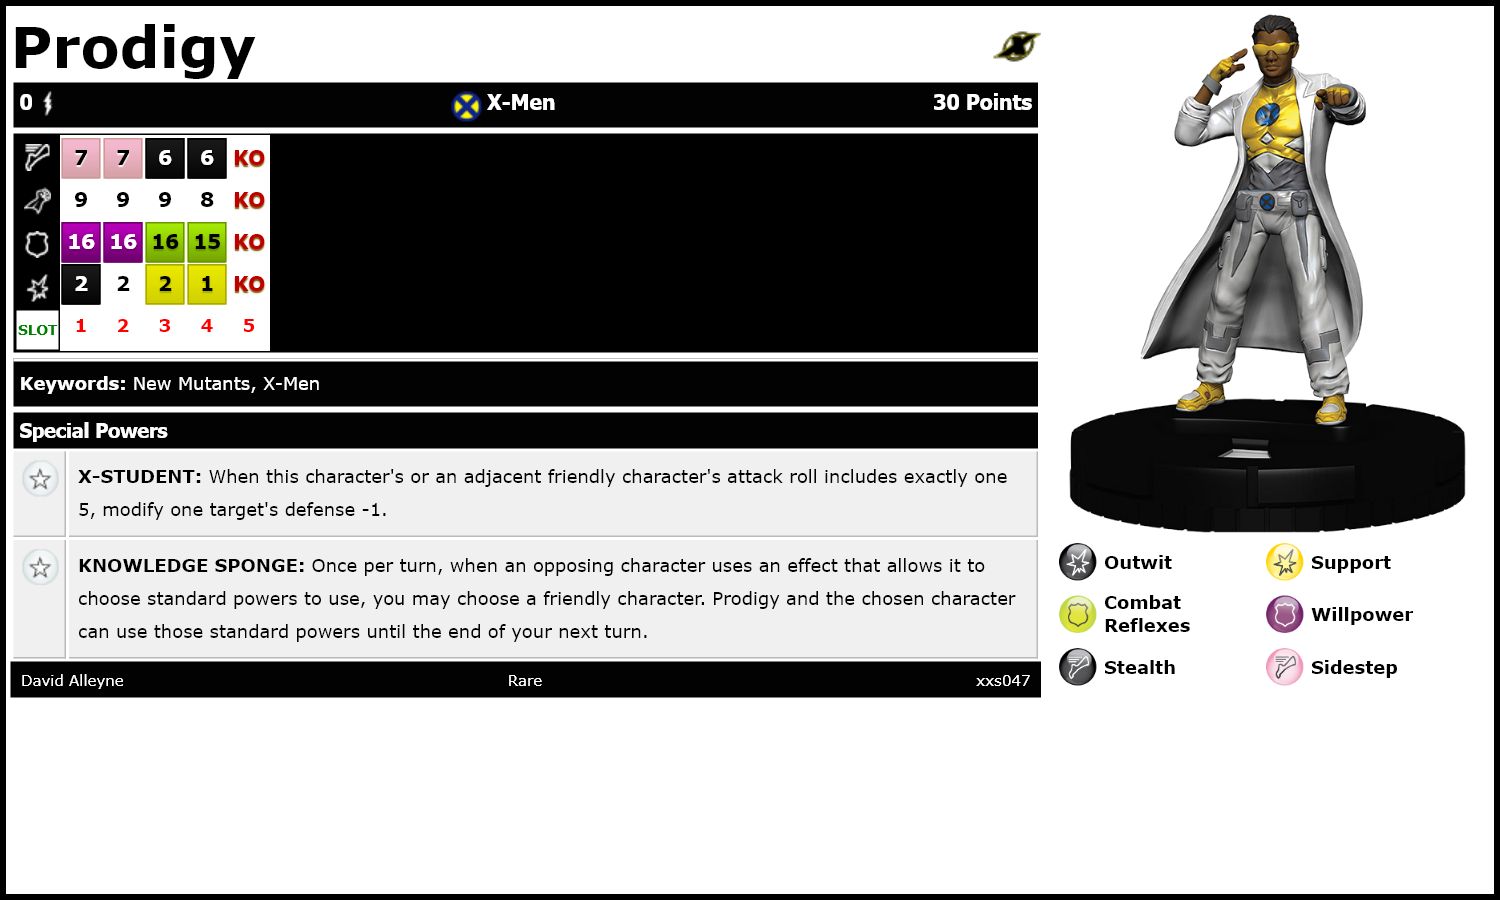 Prodigy
0 X-Men 30 Points
7 7 6 6 KO
9 9 9 8 KO
16 16 16 15 KO
2 2 2 1 KO
SLOT 1 2 3 4 5
Keywords: New Mutants, X-Men
Special Powers
X-STUDENT: When this character's or an adjacent friendly character's attack roll includes exactly one
5, modify one target's defense -1.
KNOWLEDGE SPONGE: Once per turn, when an opposing character uses an effect that allows it to
choose standard powers to use, you may choose a friendly character. Prodigy and the chosen character
can use those standard powers until the end of your next turn.
David Alleyne Rare xxs047
Outwit Support
Combat
Reflexes Willpower
Stealth Sidestep